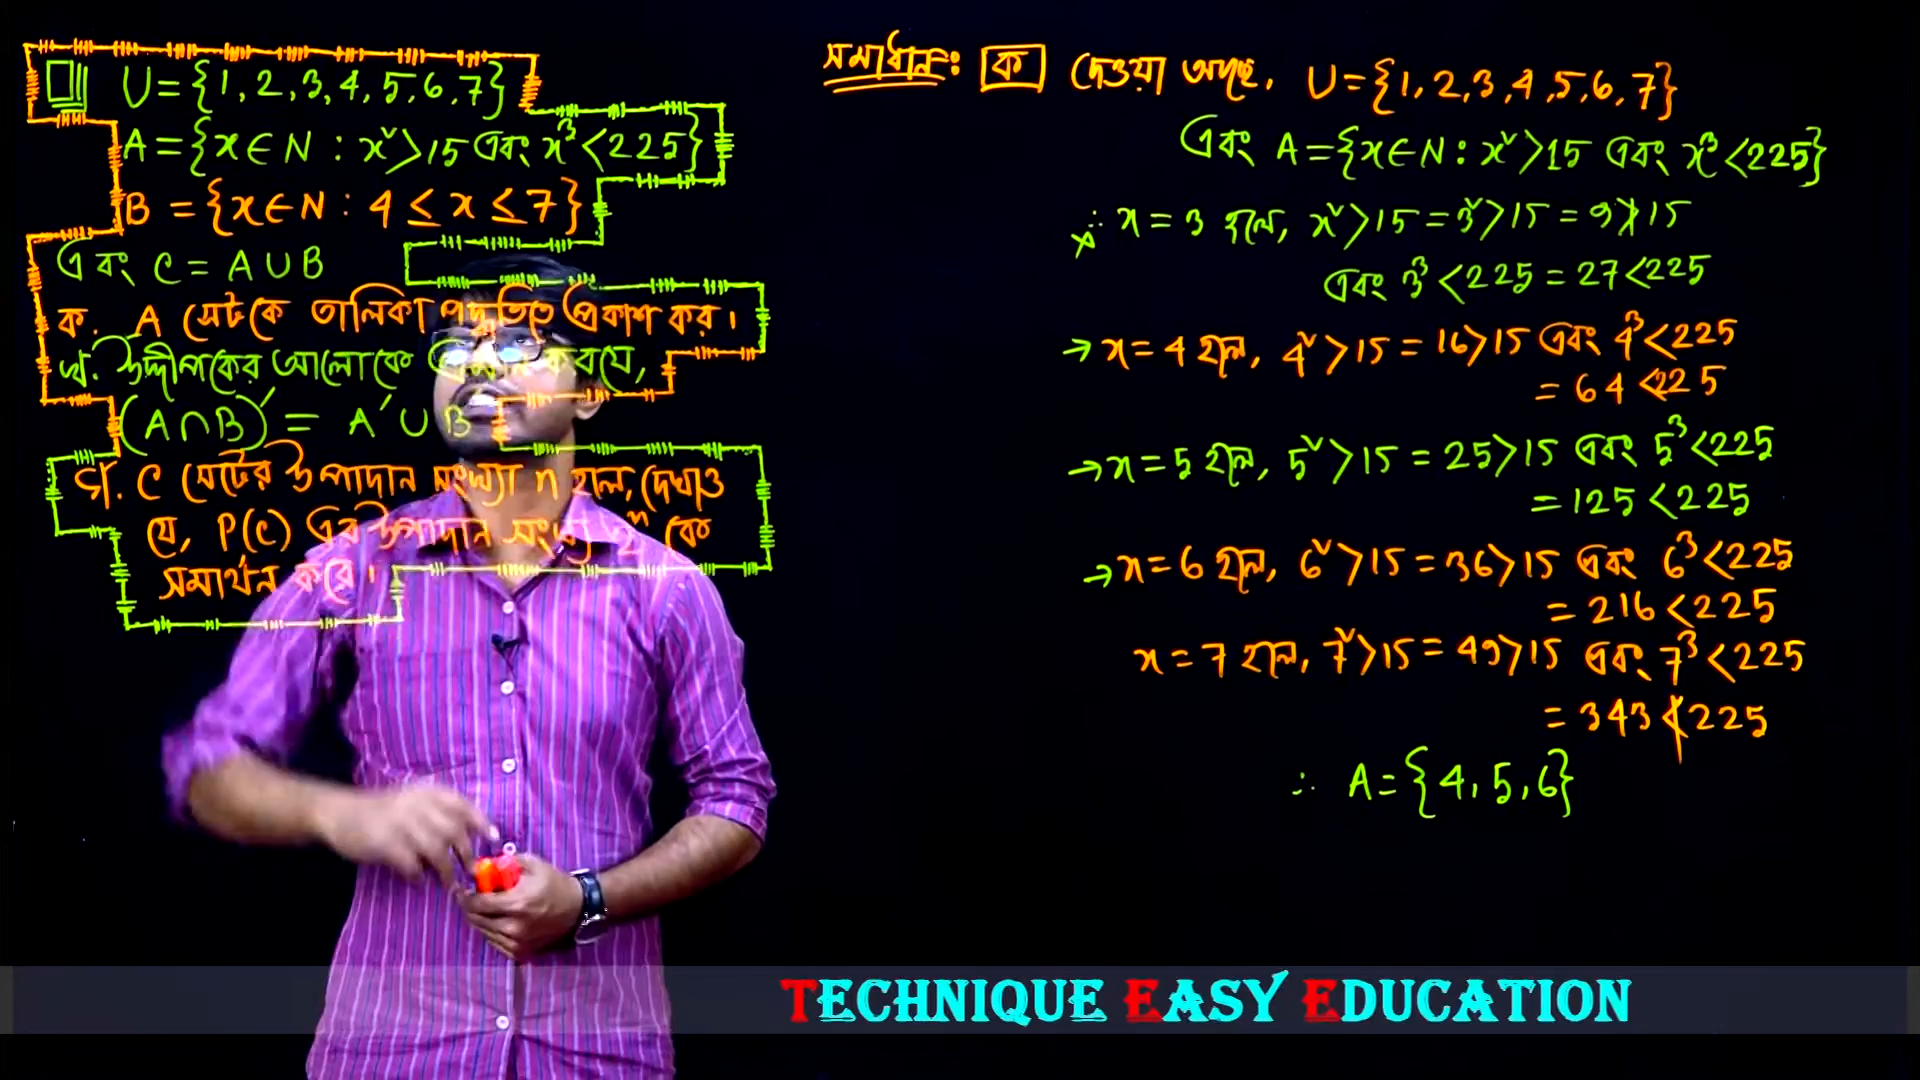 U = {1, 2, 3, 4, 5, 6, 7}
A = {x ∈ N : x² > 15 এবং x³ < 225}
B = {x ∈ N : 4 ≤ x ≤ 7}
এবং C = A ∪ B
ক. A সেটকে তালিকা পদ্ধতিতে প্রকাশ কর।
খ. উদ্দীপকের আলোকে প্রমাণ কর যে,
(A ∩ B)′ = A′ ∪ B
গ. C সেটের উপাদান সংখ্যা n হলে, দেখাও
যে, P(C) এর উপাদান সংখ্যা 2ⁿ কে
সমর্থন করে।
সমাধান: ক দেওয়া আছে, U = {1, 2, 3, 4, 5, 6, 7}
এবং A = {x ∈ N : x² > 15 এবং x³ < 225}
∴ x = 3 হলে, x² > 15 = 3² > 15 = 9 ≯ 15
এবং 3³ < 225 = 27 < 225
→ x = 4 হলে, 4² > 15 = 16 > 15 এবং 4³ < 225
= 64 < 225
→ x = 5 হলে, 5² > 15 = 25 > 15 এবং 5³ < 225
= 125 < 225
→ x = 6 হলে, 6² > 15 = 36 > 15 এবং 6³ < 225
= 216 < 225
x = 7 হলে, 7² > 15 = 49 > 15 এবং 7³ < 225
= 343 ≮ 225
∴ A = {4, 5, 6}
TECHNIQUE EASY EDUCATION